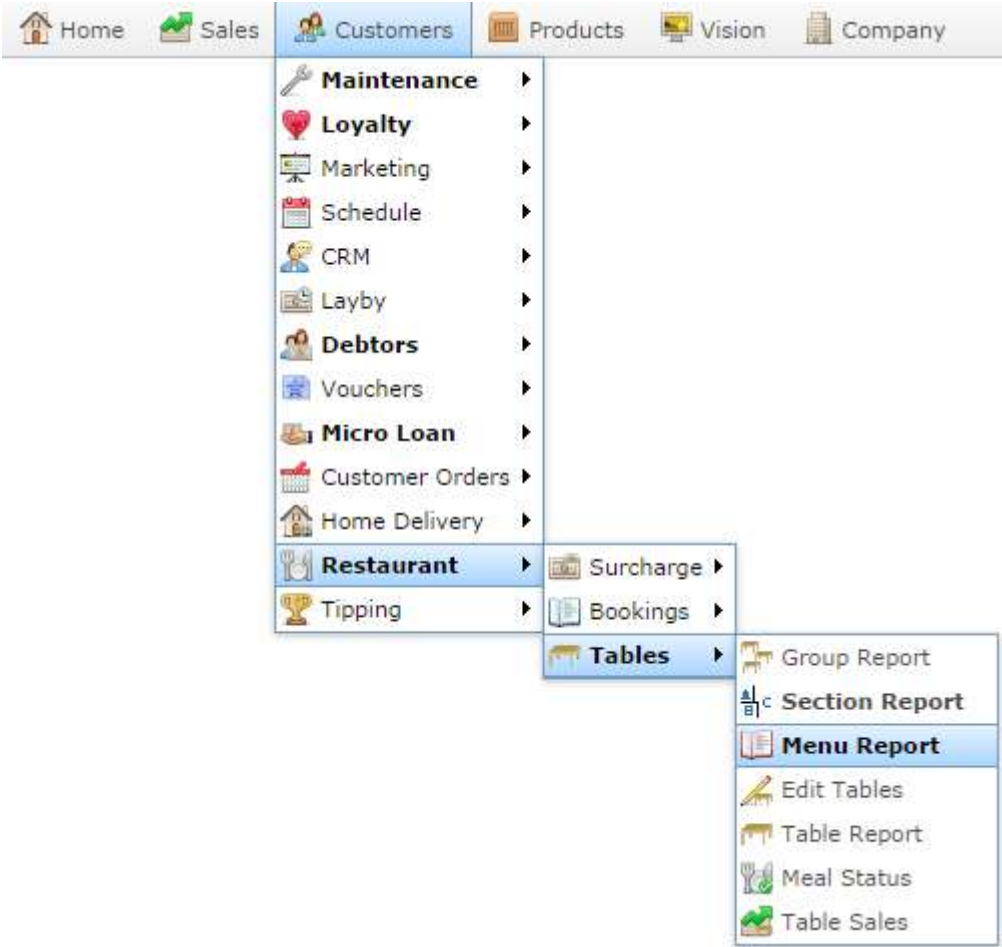 Home Sales Customers Products Vision Company
Maintenance
Loyalty
Marketing
Schedule
CRM
Layby
Debtors
Vouchers
Micro Loan
Customer Orders
Home Delivery
Restaurant
Tipping
Surcharge
Bookings
Tables
Group Report
A B C Section Report
Menu Report
Edit Tables
Table Report
Meal Status
Table Sales